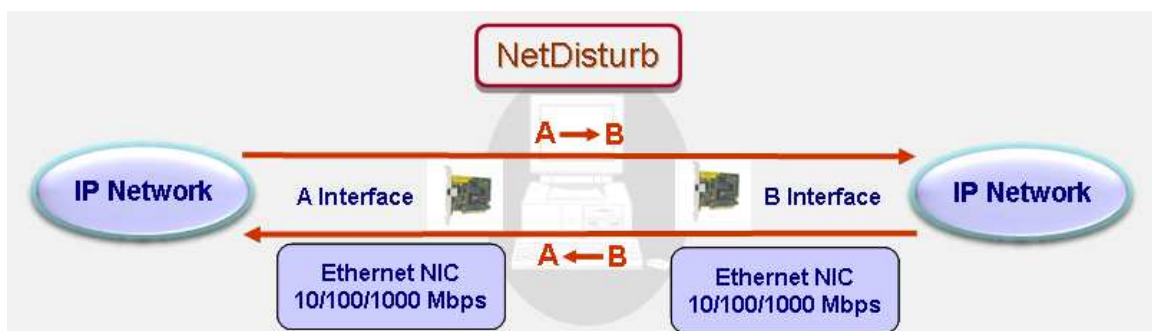 NetDisturb
A B
IP Network
A Interface
B Interface
IP Network
A B
Ethernet NIC
10/100/1000 Mbps
Ethernet NIC
10/100/1000 Mbps